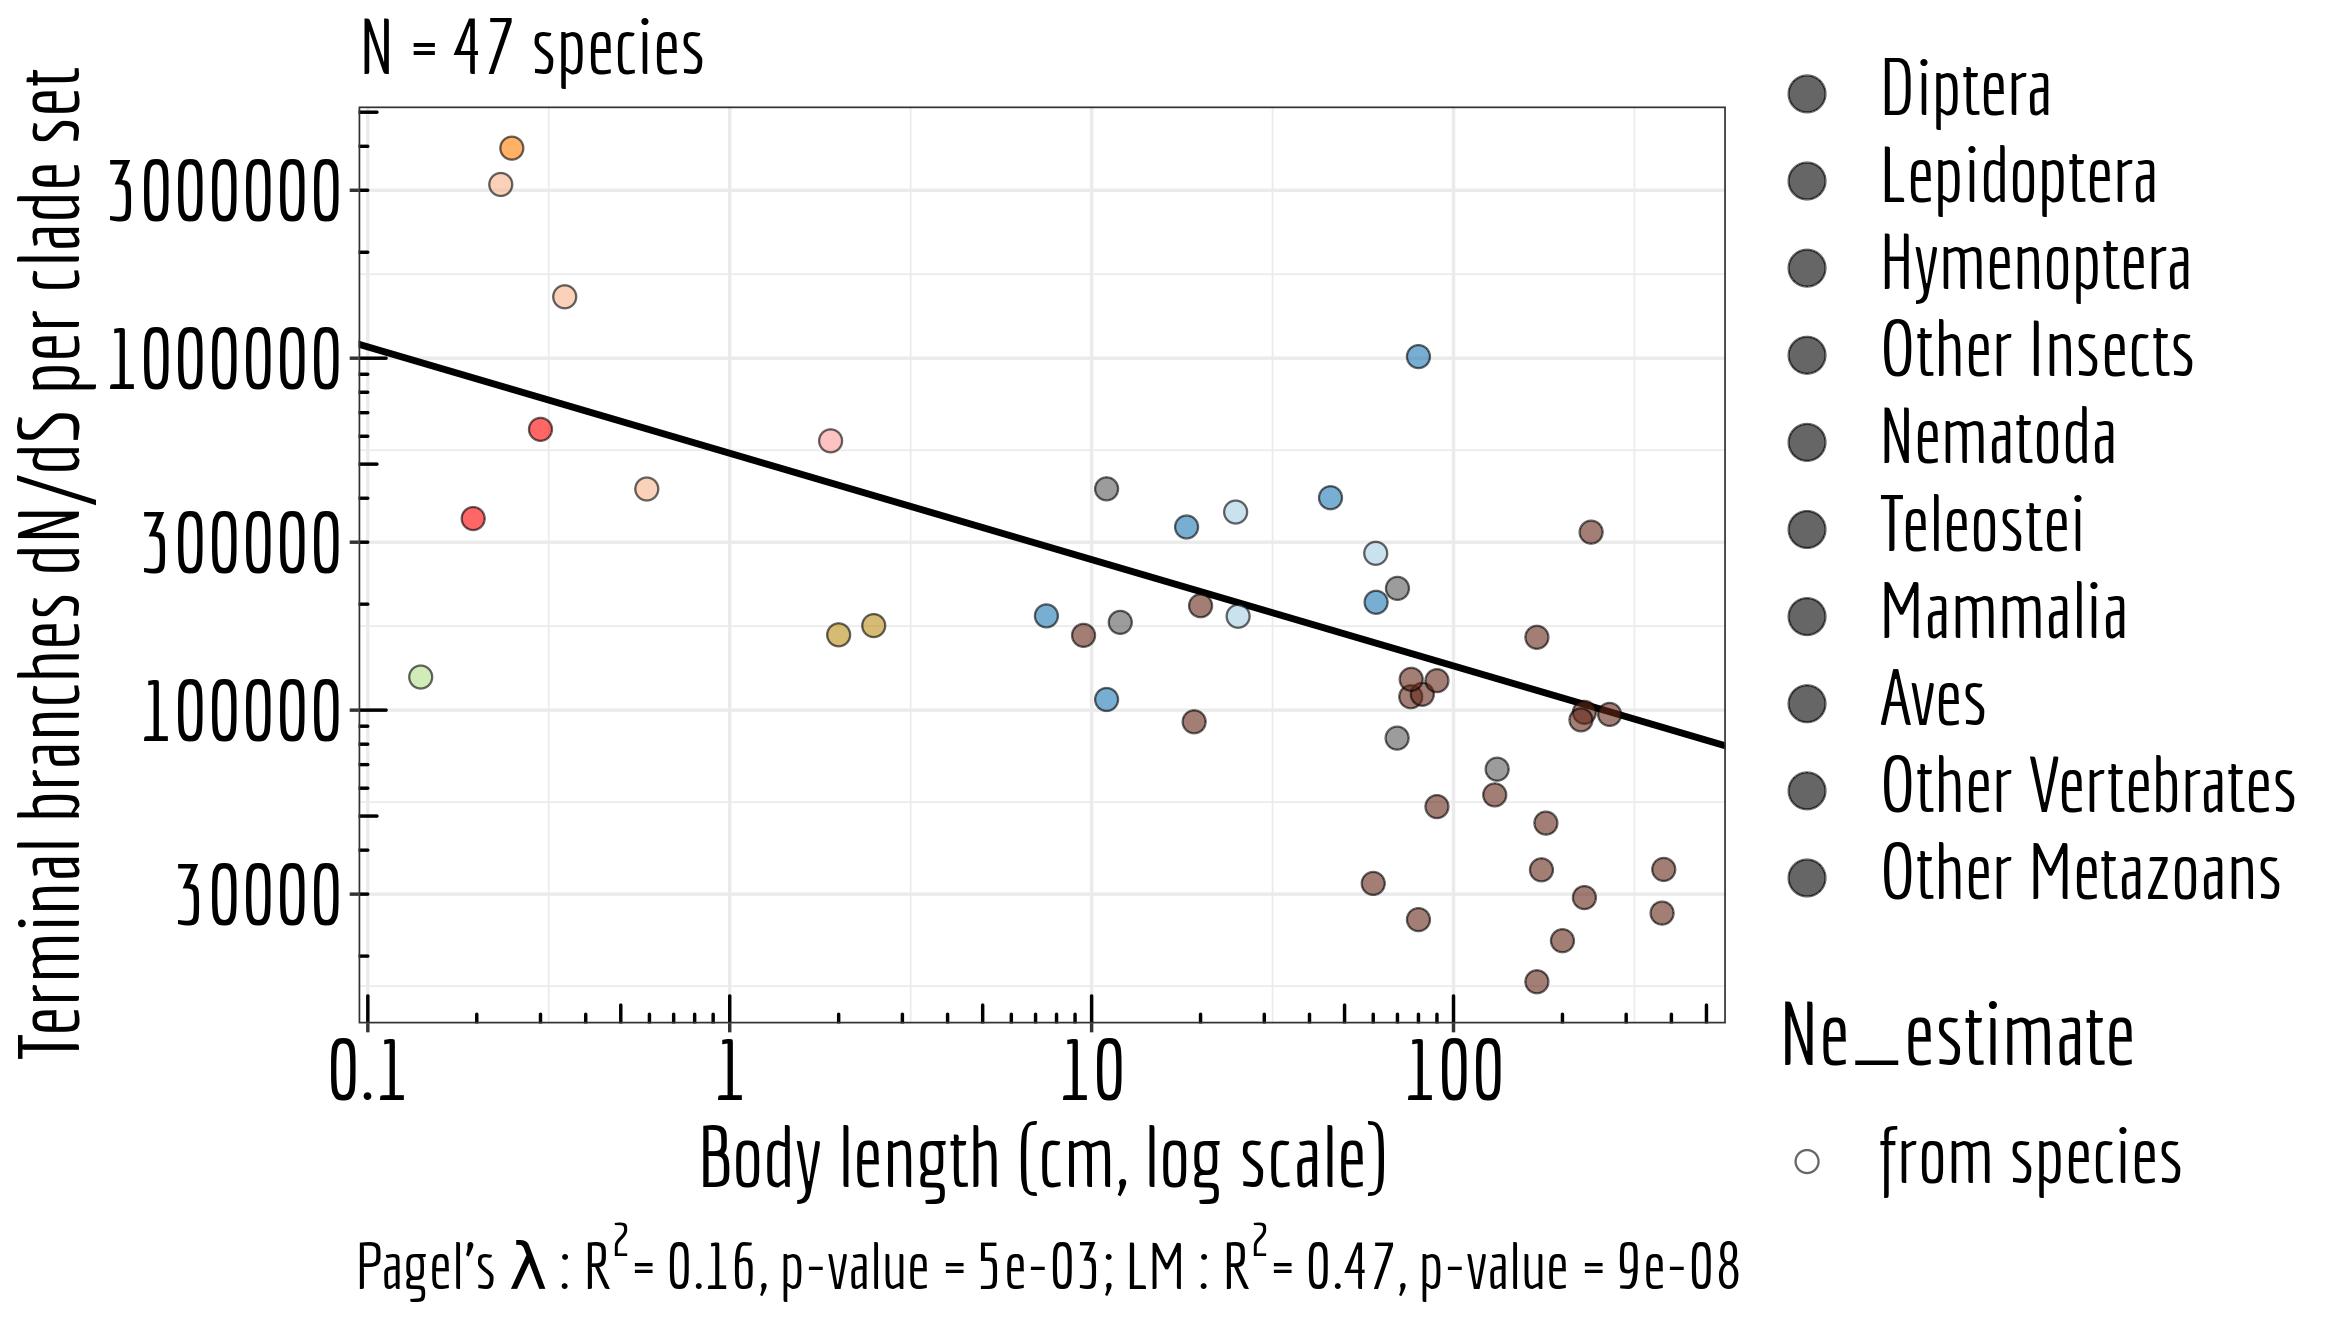 N = 47 species
Terminal branches dN/dS per clade set
3000000
1000000
300000
100000
30000
0.1 1 10 100
Body length (cm, log scale)
Pagel's λ : R²= 0.16, p-value = 5e-03; LM : R²= 0.47, p-value = 9e-08
Diptera
Lepidoptera
Hymenoptera
Other Insects
Nematoda
Teleostei
Mammalia
Aves
Other Vertebrates
Other Metazoans
Ne_estimate
from species